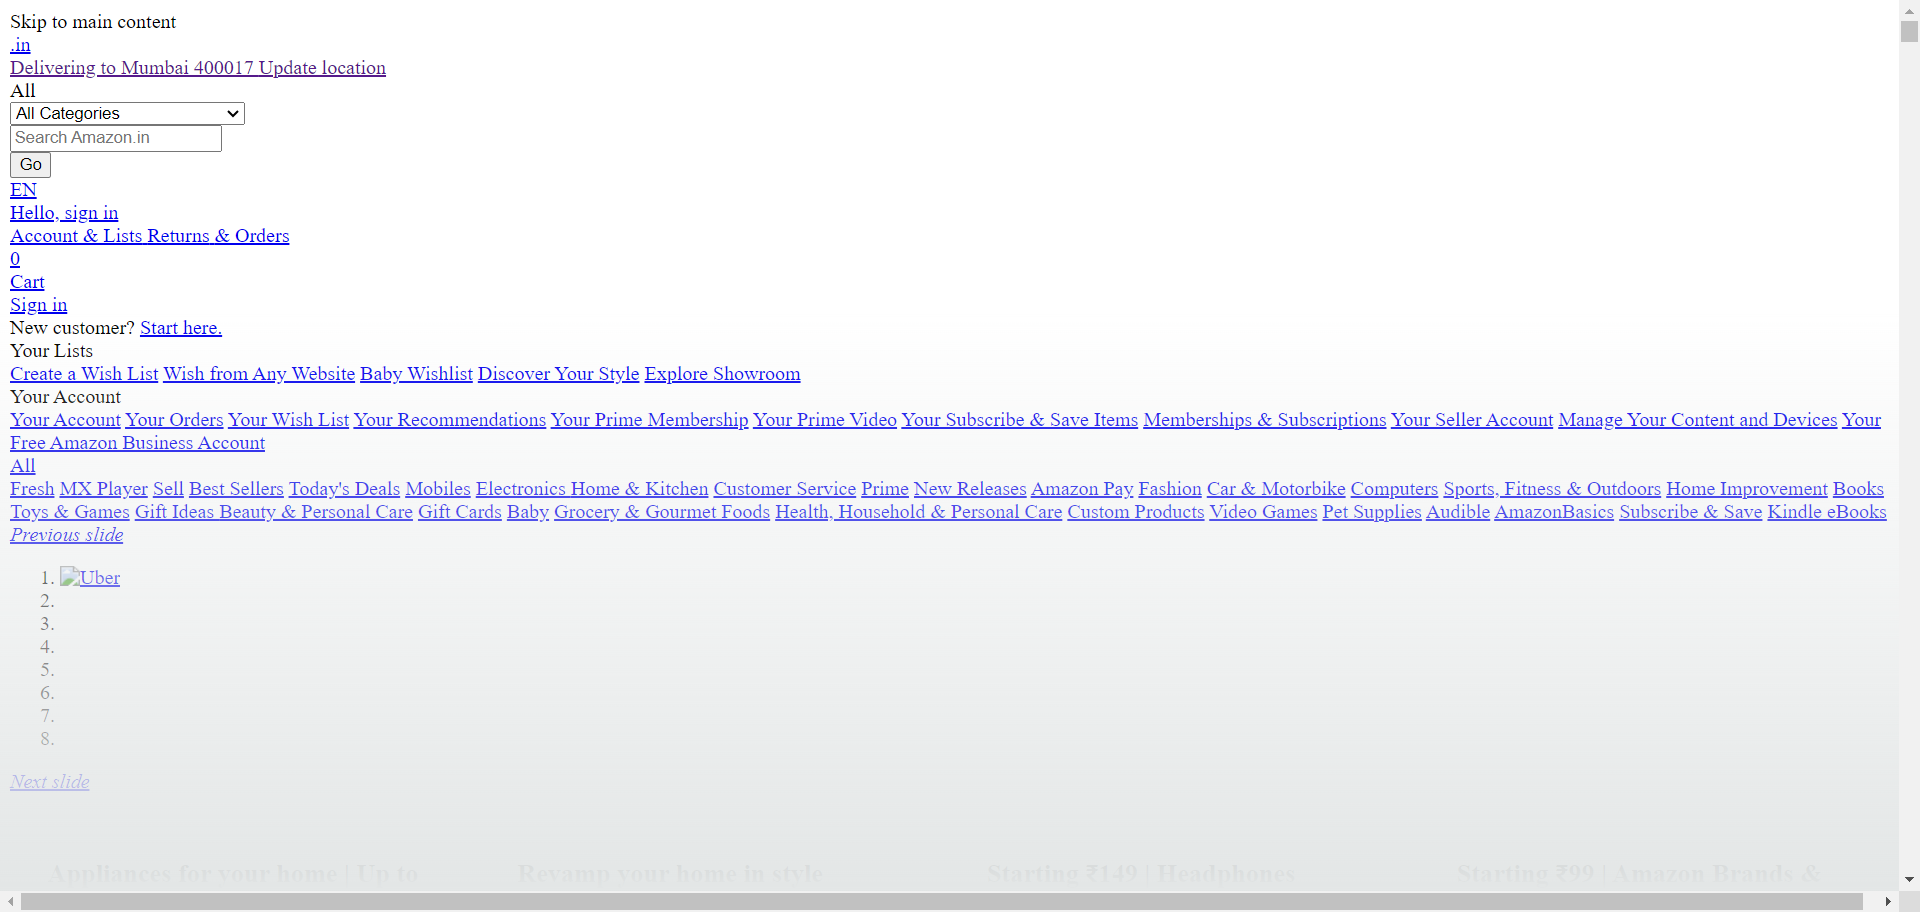 Skip to main content
.in
Delivering to Mumbai 400017 Update location
All
All Categories
Search Amazon.in
Go
EN
Hello, sign in
Account & Lists Returns & Orders
0
Cart
Sign in
New customer? Start here.
Your Lists
Create a Wish List Wish from Any Website Baby Wishlist Discover Your Style Explore Showroom
Your Account
Your Account Your Orders Your Wish List Your Recommendations Your Prime Membership Your Prime Video Your Subscribe & Save Items Memberships & Subscriptions Your Seller Account Manage Your Content and Devices Your
Free Amazon Business Account
All
Fresh MX Player Sell Best Sellers Today's Deals Mobiles Electronics Home & Kitchen Customer Service Prime New Releases Amazon Pay Fashion Car & Motorbike Computers Sports, Fitness & Outdoors Home Improvement Books
Toys & Games Gift Ideas Beauty & Personal Care Gift Cards Baby Grocery & Gourmet Foods Health, Household & Personal Care Custom Products Video Games Pet Supplies Audible AmazonBasics Subscribe & Save Kindle eBooks
Previous slide
1. Uber
2.
3.
4.
5.
6.
7.
8.
Next slide
Appliances for your home | Up to
Revamp your home in style
Starting ₹149 | Headphones
Starting ₹99 | Amazon Brands &